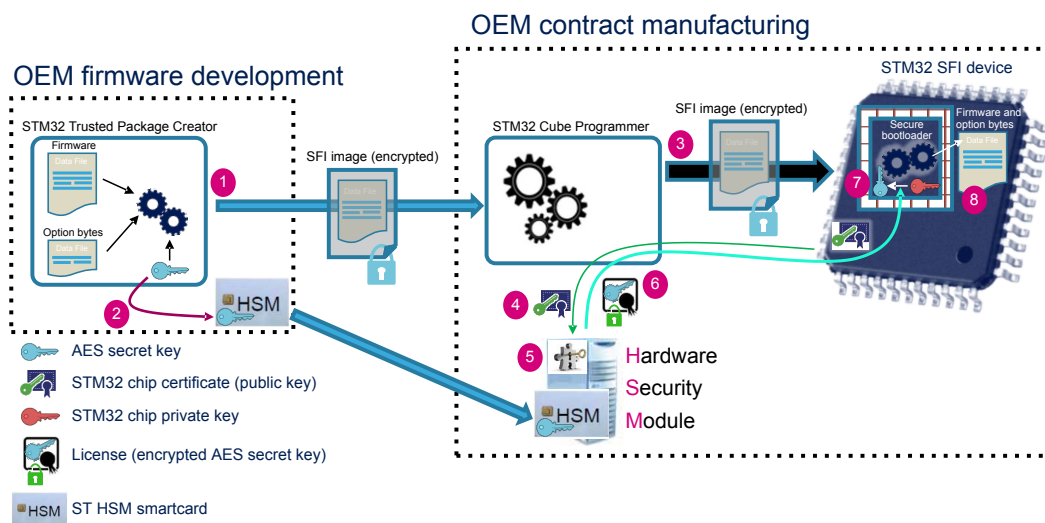 OEM contract manufacturing
OEM firmware development
STM32 SFI device
STM32 Trusted Package Creator
Firmware
Data File
Option bytes
Data File
1
2
HSM
SFI image (encrypted)
Data File
STM32 Cube Programmer
3
SFI image (encrypted)
Data File
Secure
bootloader
Firmware and
option bytes
Data File
7
8
4
6
5
HSM
Hardware
Security
Module
AES secret key
STM32 chip certificate (public key)
STM32 chip private key
License (encrypted AES secret key)
HSM
ST HSM smartcard